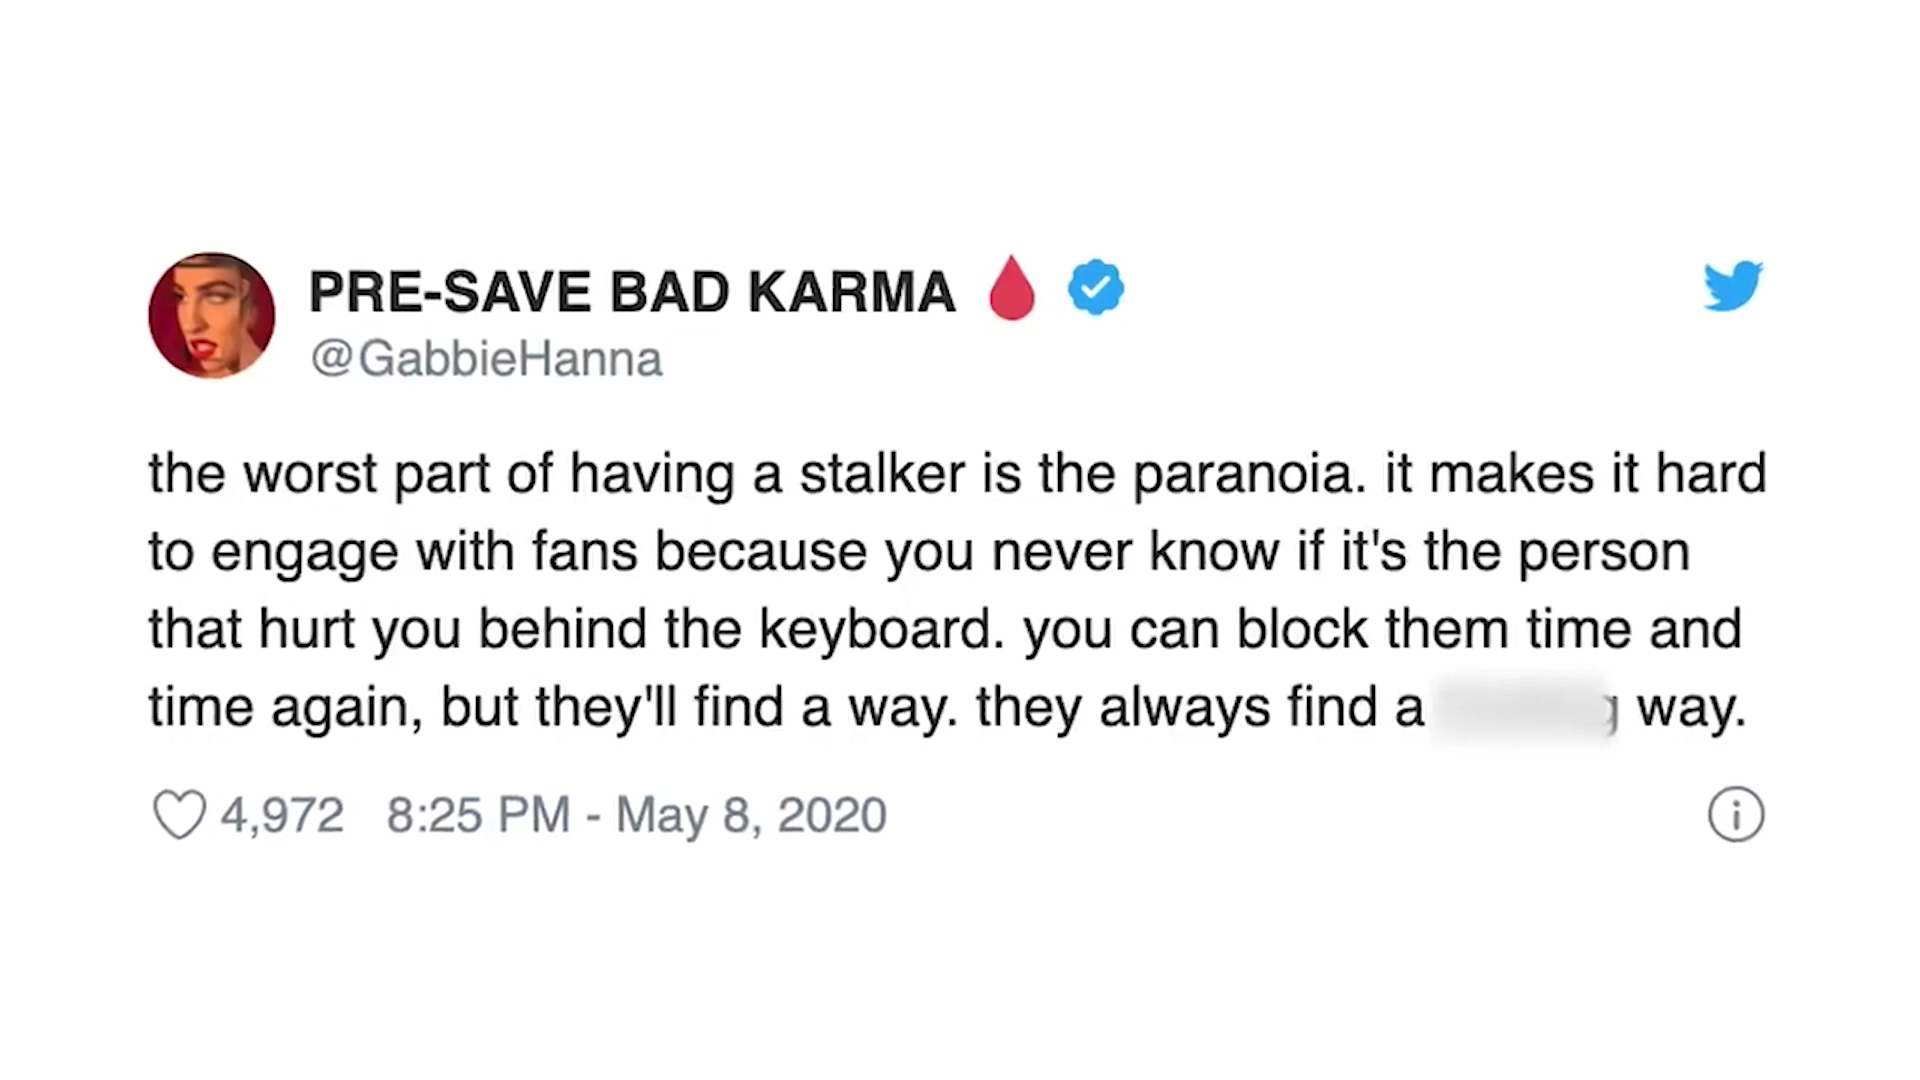 PRE-SAVE BAD KARMA 🩸
@GabbieHanna
the worst part of having a stalker is the paranoia. it makes it hard
to engage with fans because you never know if it's the person
that hurt you behind the keyboard. you can block them time and
time again, but they'll find a way. they always find a way.
4,972 8:25 PM - May 8, 2020